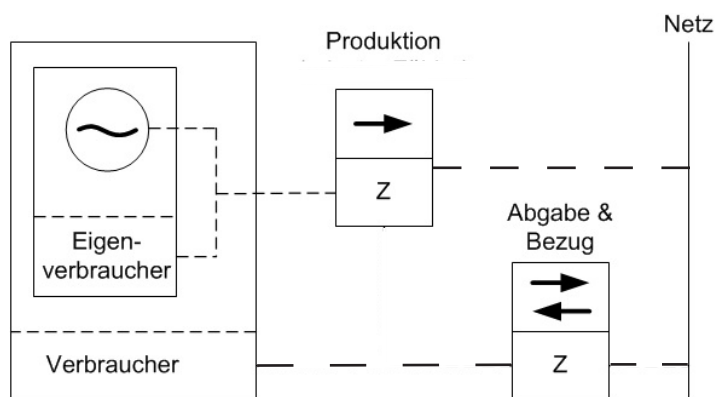 Netz
Produktion
Z
Eigen-
verbraucher
Abgabe &
Bezug
Verbraucher
Z